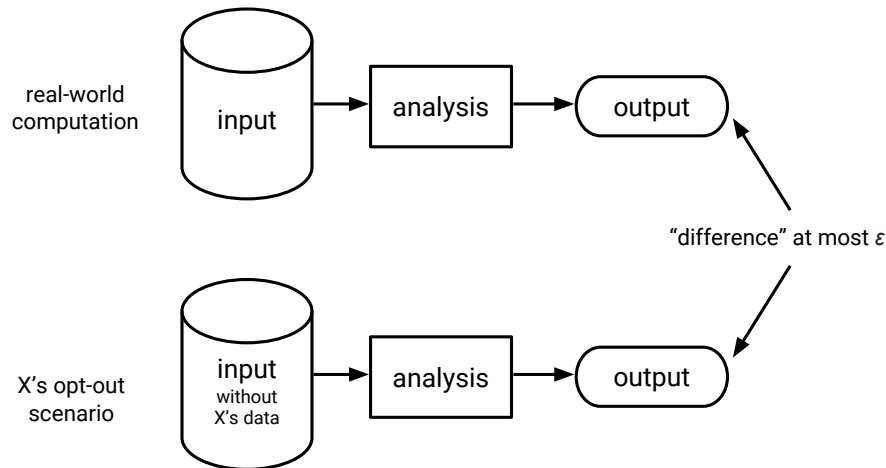 real-world
computation
input
analysis
output
“difference” at most ε
X’s opt-out
scenario
input
without
X’s data
analysis
output